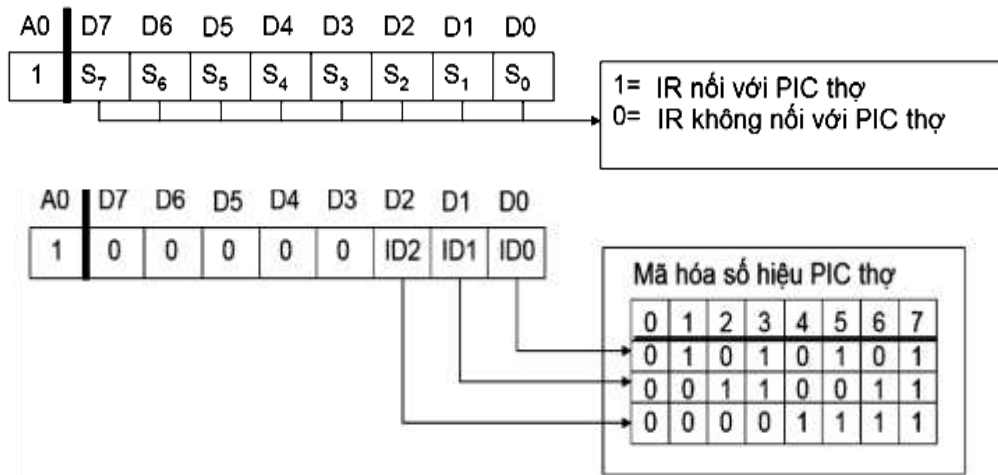 A0 D7 D6 D5 D4 D3 D2 D1 D0
1 S7 S6 S5 S4 S3 S2 S1 S0
1= IR nối với PIC thợ
0= IR không nối với PIC thợ
A0 D7 D6 D5 D4 D3 D2 D1 D0
1 0 0 0 0 0 ID2 ID1 ID0
Mã hóa số hiệu PIC thợ
0 1 2 3 4 5 6 7
0 1 0 1 0 1 0 1
0 0 1 1 0 0 1 1
0 0 0 0 1 1 1 1